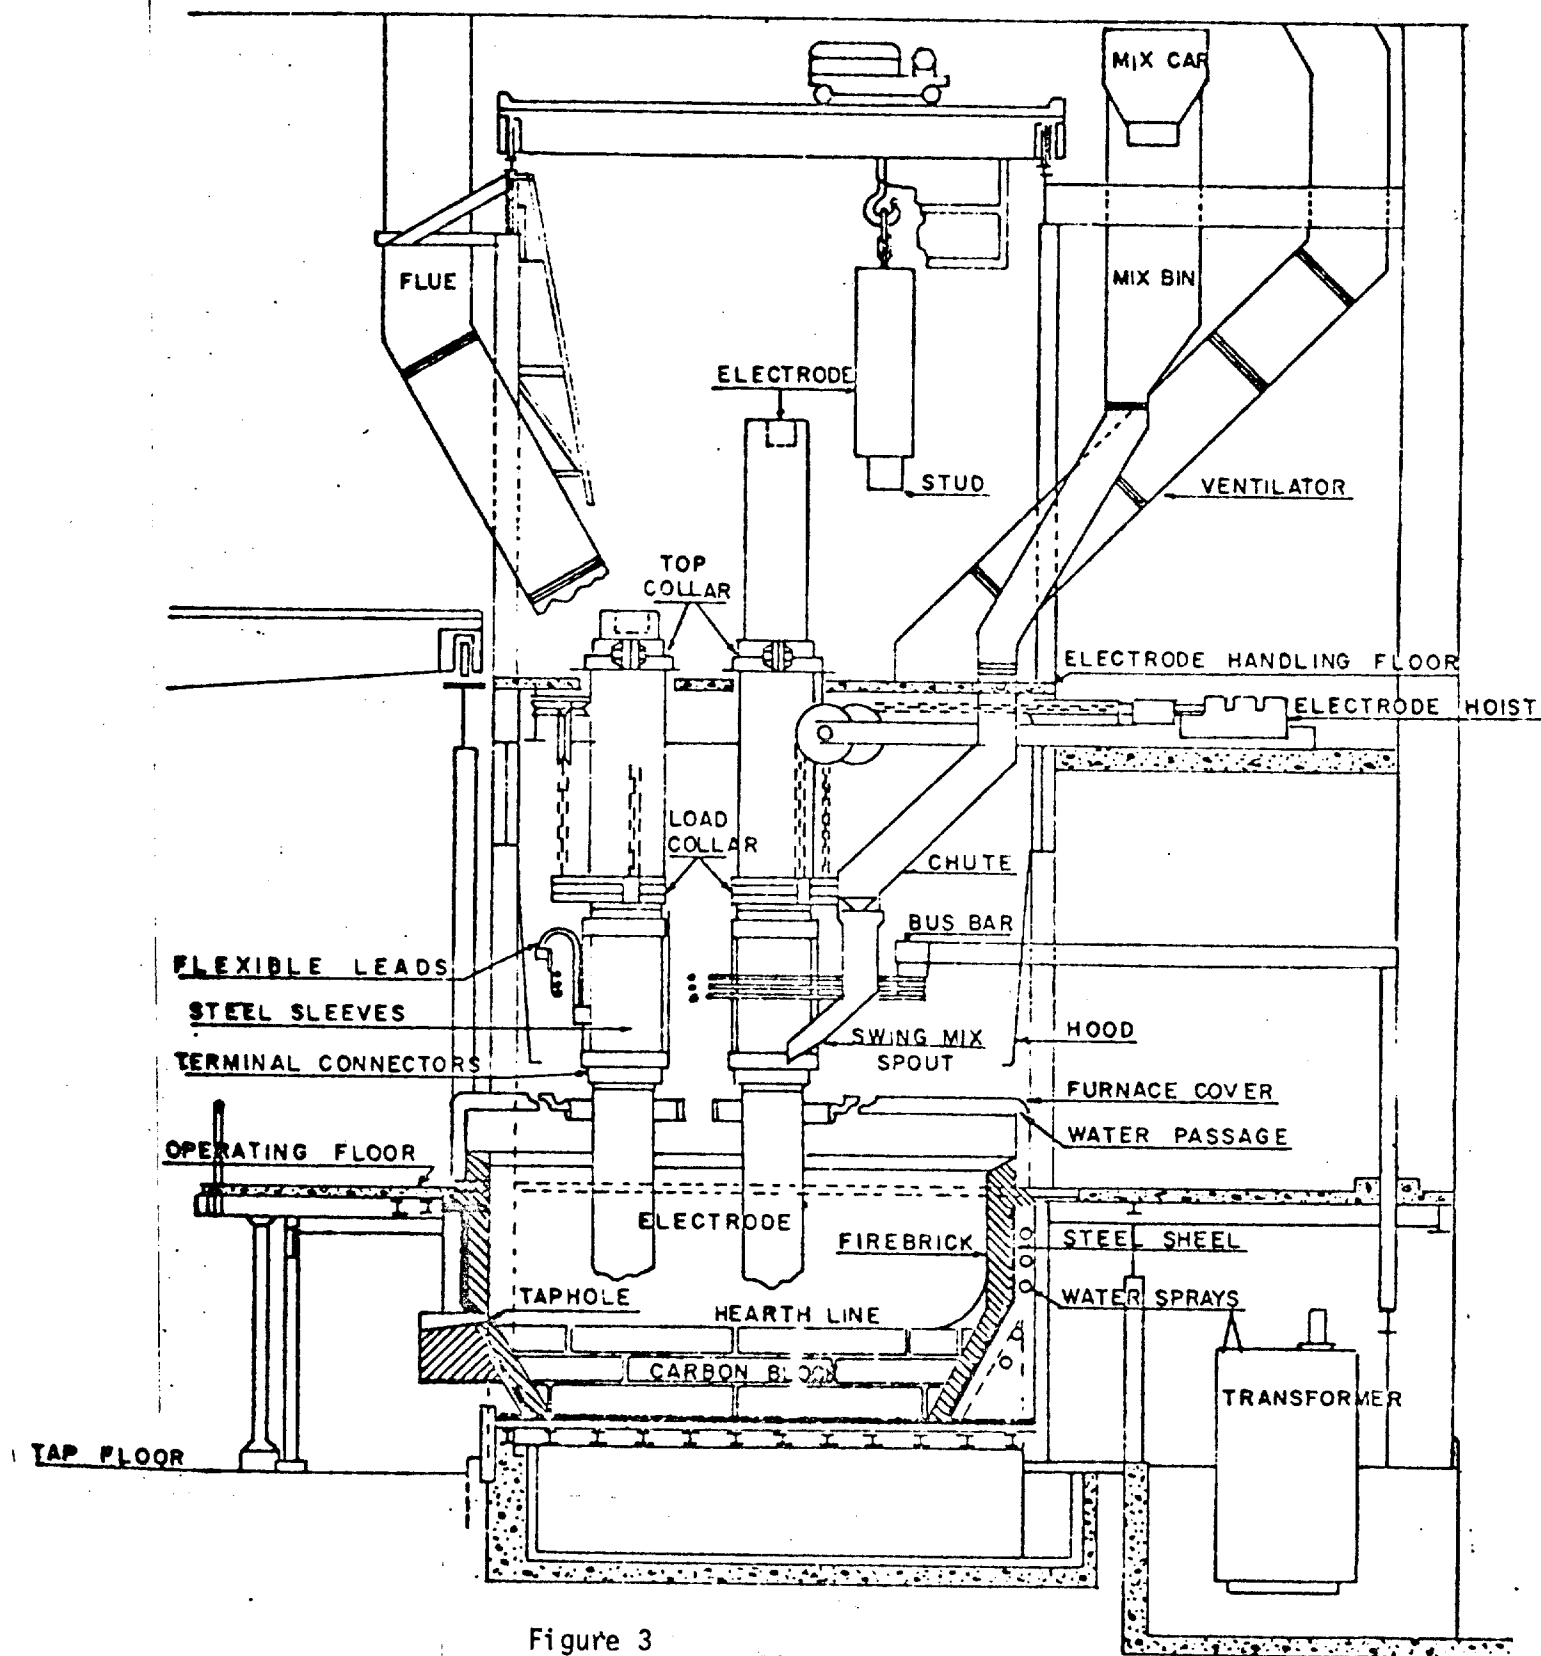 MIX CAR
FLUE
MIX BIN
ELECTRODE
STUD
VENTILATOR
TOP
COLLAR
ELECTRODE HANDLING FLOOR
ELECTRODE HOIST
LOAD
COLLAR
CHUTE
BUS BAR
FLEXIBLE LEADS
STEEL SLEEVES
SWING MIX
SPOUT
HOOD
TERMINAL CONNECTORS
FURNACE COVER
WATER PASSAGE
OPERATING FLOOR
ELECTRODE
FIREBRICK
STEEL SHEEL
TAPHOLE
WATER SPRAYS
HEARTH LINE
CARBON BLOCK
TRANSFORMER
TAP FLOOR
Figure 3